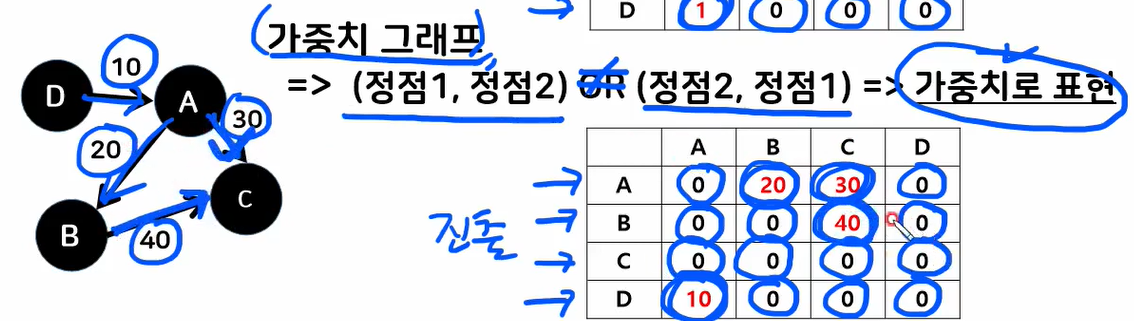 D 1 0 0 0
(가중치 그래프)
=> (정점1, 정점2) OR (정점2, 정점1) => 가중치로 표현
D 10 A
20 30
B 40 C
A B C D
A 0 20 30 0
진출 B 0 0 40 0
C 0 0 0 0
D 10 0 0 0